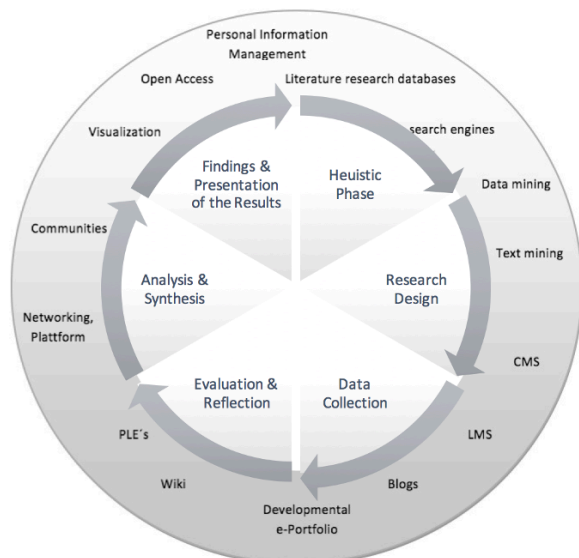 Personal Information
Management
Open Access
Literature research databases
Visualization
search engines
Findings &
Presentation
of the Results
Heuistic
Phase
Data mining
Communities
Text mining
Analysis &
Synthesis
Research
Design
Networking,
Plattform
CMS
Evaluation &
Reflection
Data
Collection
PLE´s
LMS
Wiki
Blogs
Developmental
e-Portfolio